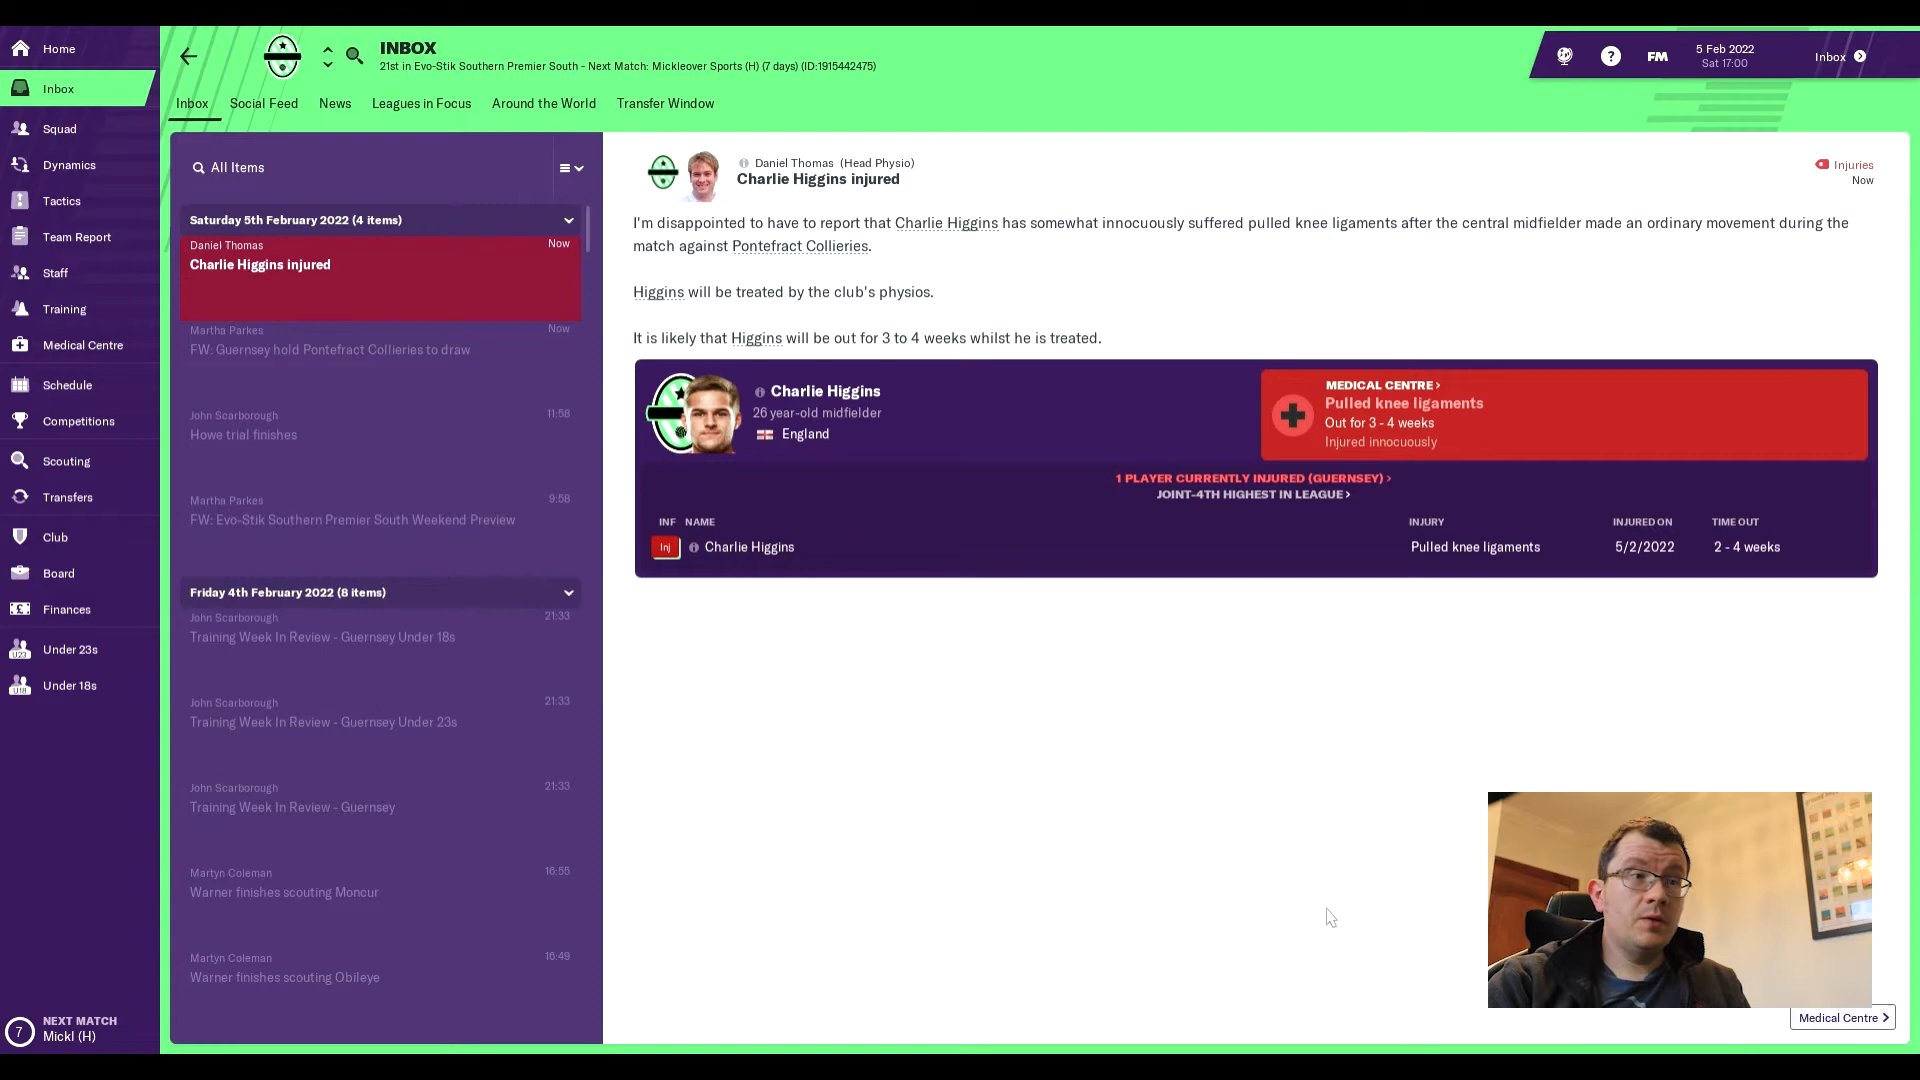 Home
Inbox
Squad
Dynamics
Tactics
Team Report
Staff
Training
Medical Centre
Schedule
Competitions
Scouting
Transfers
Club
Board
Finances
U23
Under 23s
U18
Under 18s
7
NEXT MATCH
Mickl (H)
INBOX
21st in Evo-Stik Southern Premier South - Next Match: Mickleover Sports (H) (7 days) (ID:1915442475)
?
FM
5 Feb 2022
Sat 17:00
Inbox
Inbox
Social Feed
News
Leagues in Focus
Around the World
Transfer Window
All Items
Saturday 5th February 2022 (4 items)
Daniel Thomas
Now
Charlie Higgins injured
Martha Parkes
Now
FW: Guernsey hold Pontefract Collieries to draw
John Scarborough
11:58
Howe trial finishes
Martha Parkes
9:58
FW: Evo-Stik Southern Premier South Weekend Preview
Friday 4th February 2022 (8 items)
John Scarborough
21:33
Training Week In Review - Guernsey Under 18s
John Scarborough
21:33
Training Week In Review - Guernsey Under 23s
John Scarborough
21:33
Training Week In Review - Guernsey
Martyn Coleman
16:55
Warner finishes scouting Moncur
Martyn Coleman
16:49
Warner finishes scouting Obileye
Daniel Thomas (Head Physio)
Charlie Higgins injured
Injuries
Now
I'm disappointed to have to report that Charlie Higgins has somewhat innocuously suffered pulled knee ligaments after the central midfielder made an ordinary movement during the
match against Pontefract Collieries.
Higgins will be treated by the club's physios.
It is likely that Higgins will be out for 3 to 4 weeks whilst he is treated.
Charlie Higgins
26 year-old midfielder
England
MEDICAL CENTRE >
Pulled knee ligaments
Out for 3 - 4 weeks
Injured innocuously
1 PLAYER CURRENTLY INJURED (GUERNSEY) >
JOINT-4TH HIGHEST IN LEAGUE >
INF NAME INJURY INJURED ON TIME OUT
Inj Charlie Higgins Pulled knee ligaments 5/2/2022 2 - 4 weeks
Medical Centre >